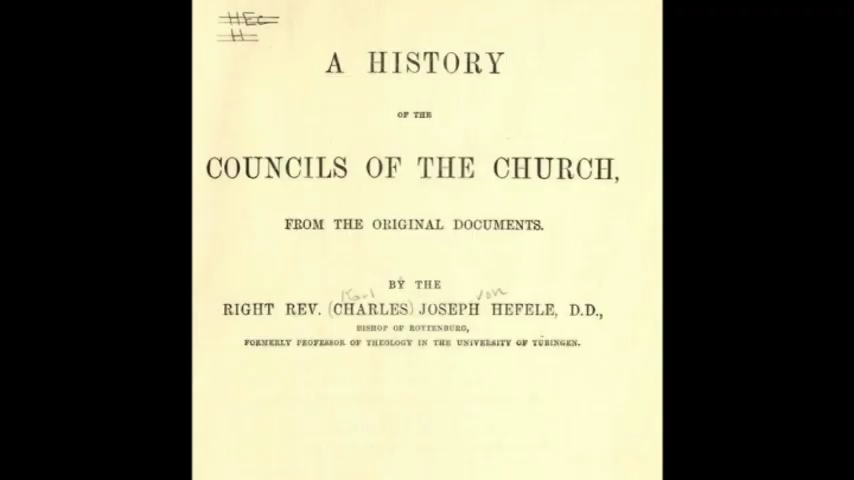 HEC
H
A HISTORY
OF THE
COUNCILS OF THE CHURCH,
FROM THE ORIGINAL DOCUMENTS.
BY THE
Karl von
RIGHT REV. (CHARLES) JOSEPH HEFELE, D.D.,
BISHOP OF ROTTENBURG,
FORMERLY PROFESSOR OF THEOLOGY IN THE UNIVERSITY OF TÜBINGEN.